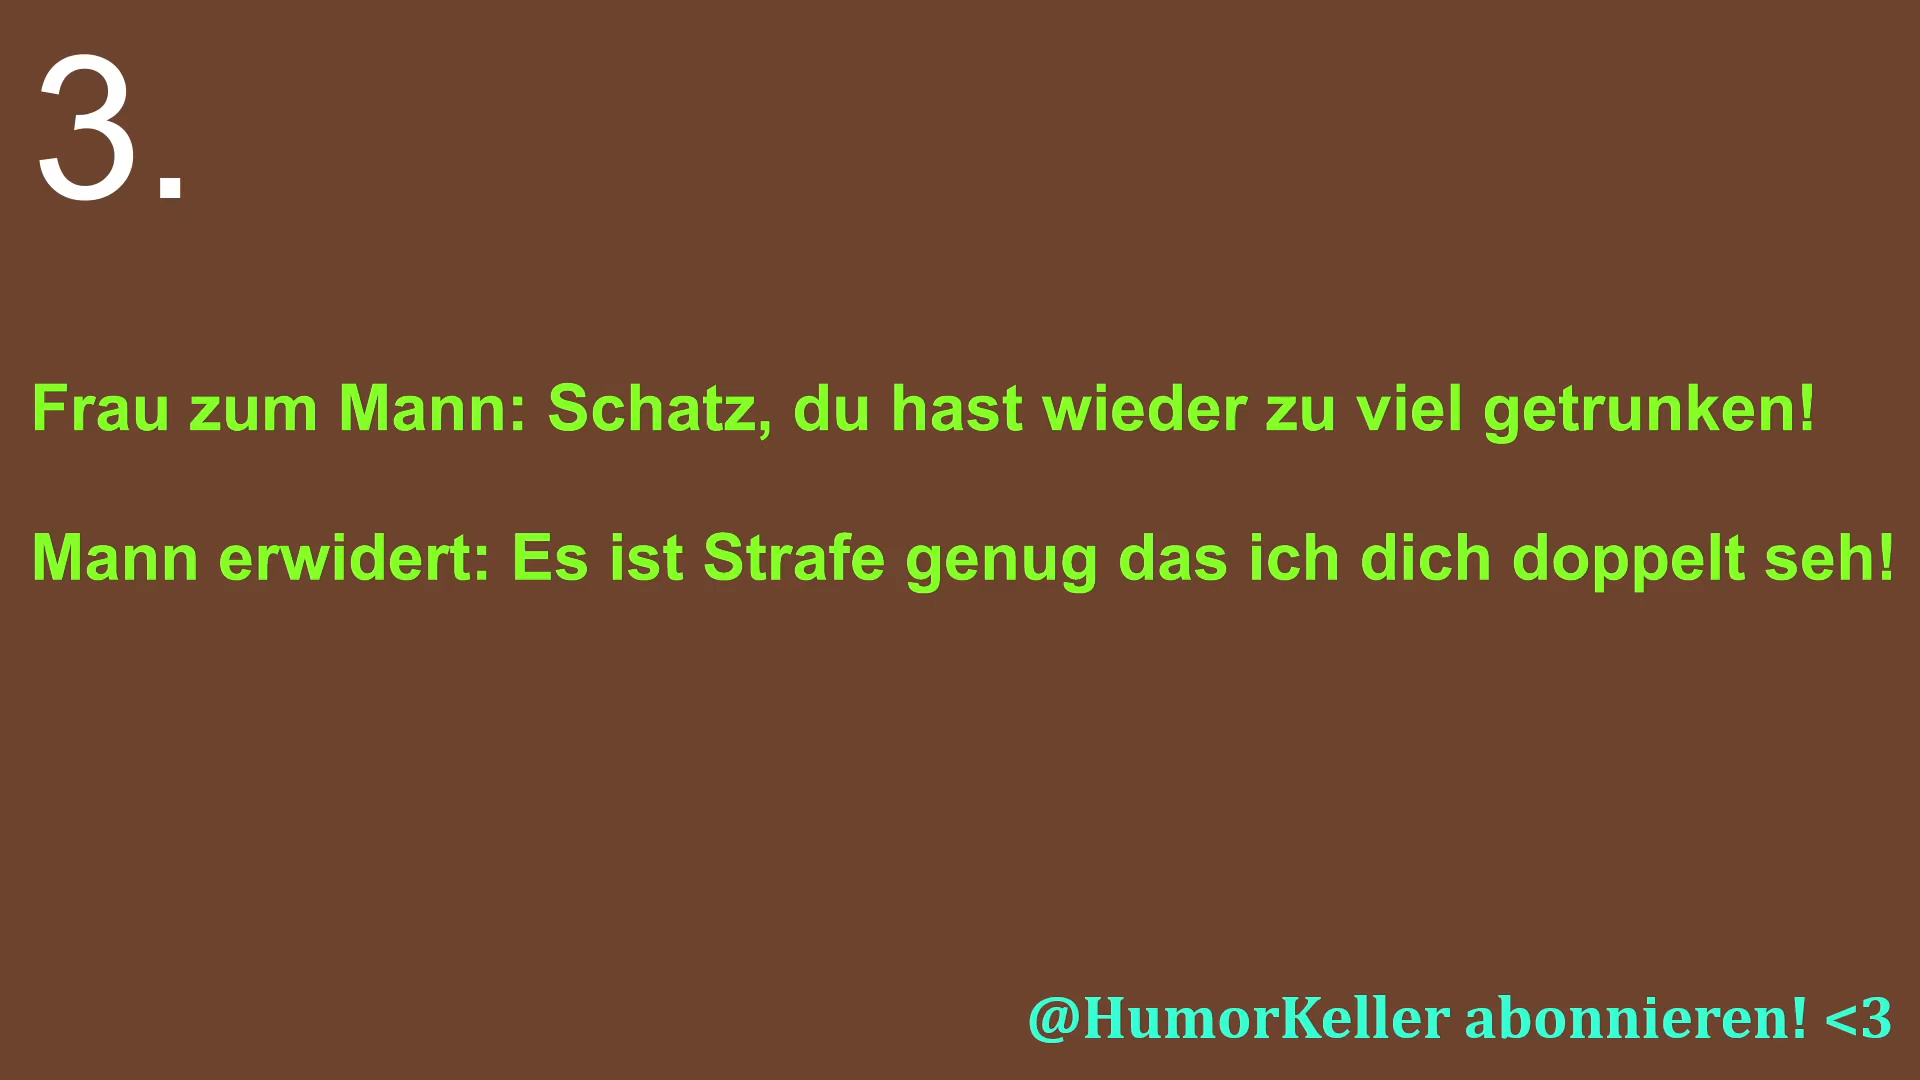 3.
Frau zum Mann: Schatz, du hast wieder zu viel getrunken!
Mann erwidert: Es ist Strafe genug das ich dich doppelt seh!
@HumorKeller abonnieren! <3